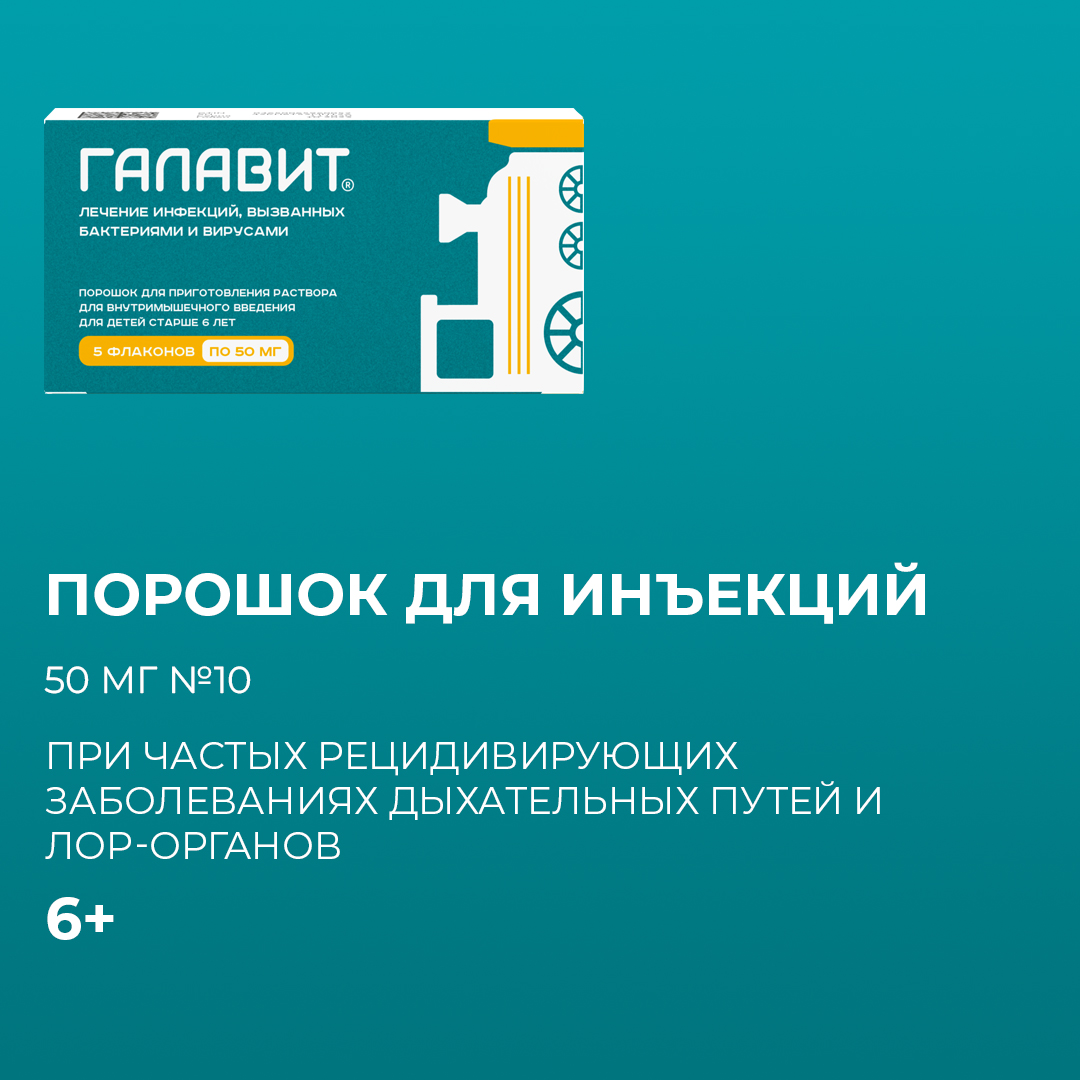 ГАЛАВИТ®
ЛЕЧЕНИЕ ИНФЕКЦИЙ, ВЫЗВАННЫХ
БАКТЕРИЯМИ И ВИРУСАМИ
ПОРОШОК ДЛЯ ПРИГОТОВЛЕНИЯ РАСТВОРА
ДЛЯ ВНУТРИМЫШЕЧНОГО ВВЕДЕНИЯ
ДЛЯ ДЕТЕЙ СТАРШЕ 6 ЛЕТ
5 ФЛАКОНОВ ПО 50 МГ
ПОРОШОК ДЛЯ ИНЪЕКЦИЙ
50 МГ №10
ПРИ ЧАСТЫХ РЕЦИДИВИРУЮЩИХ
ЗАБОЛЕВАНИЯХ ДЫХАТЕЛЬНЫХ ПУТЕЙ И
ЛОР-ОРГАНОВ
6+